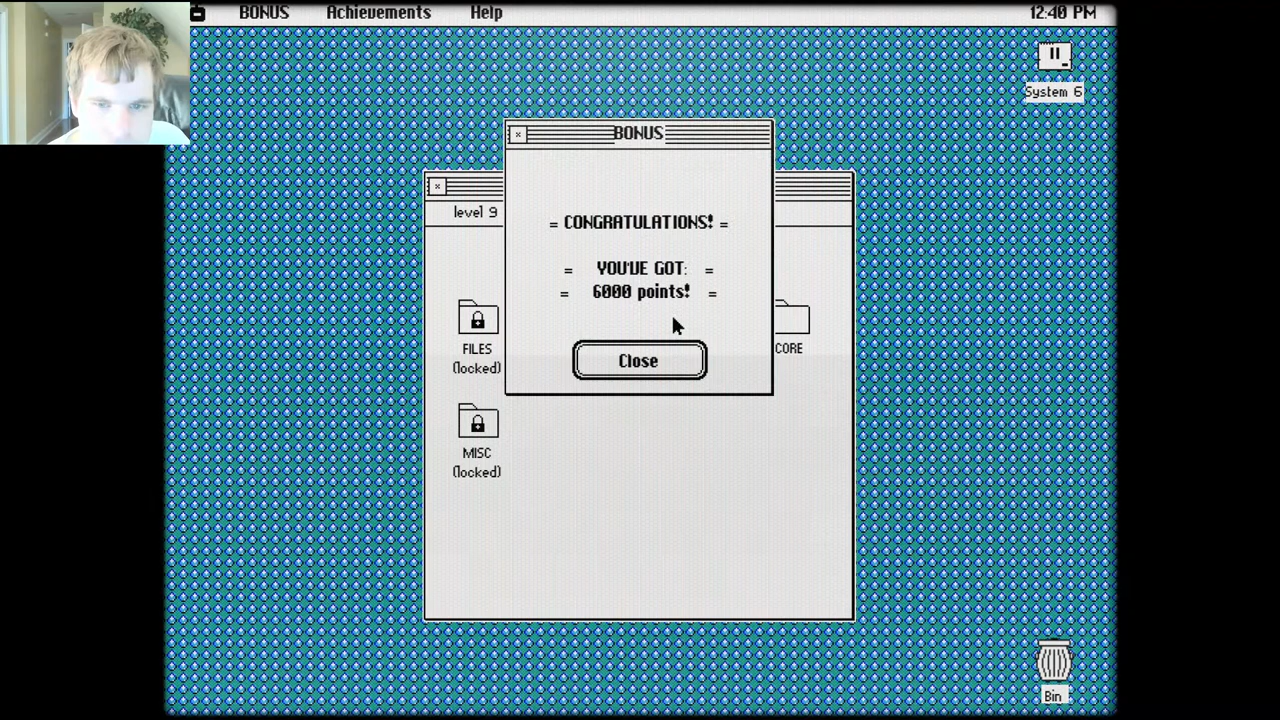 BONUS Achievements Help 12:40 PM
System 6
BONUS
level 9
= CONGRATULATIONS! =
= YOU'VE GOT: =
= 6000 points! =
Close
FILES
(locked)
CORE
MISC
(locked)
Bin